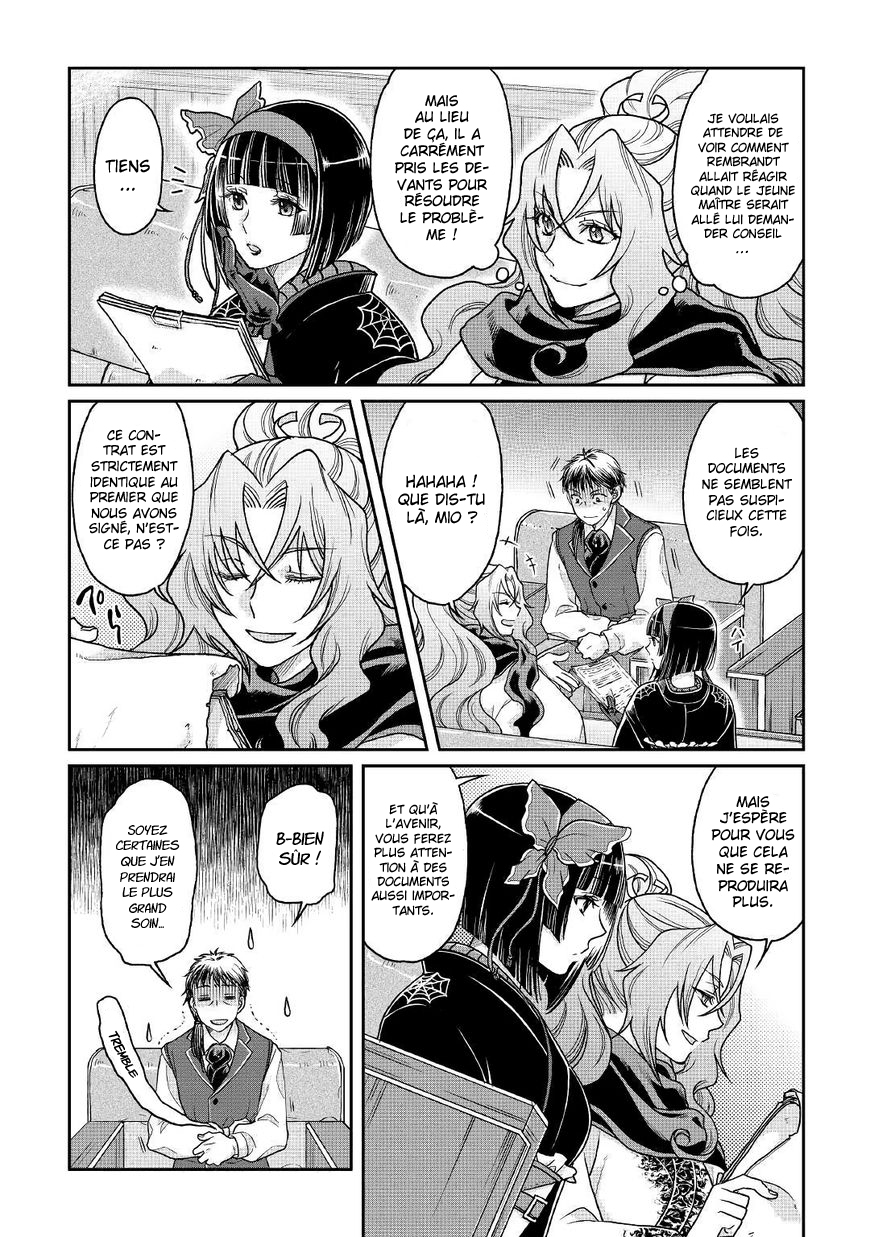 JE VOULAIS
ATTENDRE DE
VOIR COMMENT
REMBRANDT
ALLAIT RÉAGIR
QUAND LE JEUNE
MAÎTRE SERAIT
ALLÉ LUI DEMAN-
DER CONSEIL
...
MAIS
AU LIEU
DE ÇA, IL A
CARRÉMENT
PRIS LES DE-
VANTS POUR
RÉSOUDRE
LE PROBLÈ-
ME !
TIENS
...
LES
DOCUMENTS
NE SEMBLENT
PAS SUSPI-
CIEUX CETTE
FOIS.
HAHAHA !
QUE DIS-TU
LÀ, MIO ?
CE CON-
TRAT EST
STRICTEMENT
IDENTIQUE AU
PREMIER QUE
NOUS AVONS
SIGNÉ, N'EST-
CE PAS ?
MAIS
J'ESPÈRE
POUR VOUS
QUE CELA
NE SE RE-
PRODUIRA
PLUS.
ET QU'À
L'AVENIR,
VOUS FEREZ
PLUS ATTEN-
TION À DES
DOCUMENTS
AUSSI IMPOR-
TANTS.
B-BIEN
SÛR !
SOYEZ
CERTAINES
QUE J'EN
PRENDRAI
LE PLUS
GRAND
SOIN...
TREMBLE